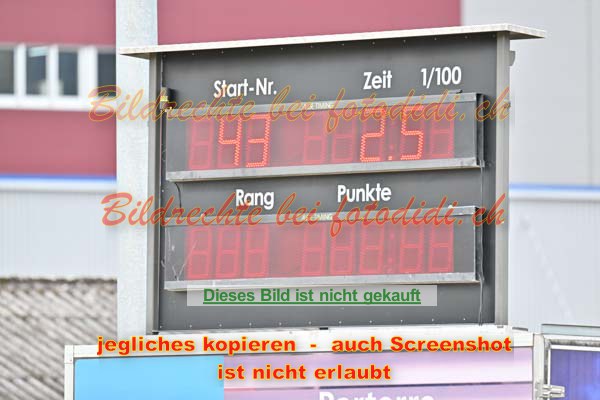 Start-Nr. Zeit 1/100
Bildrechte bei fotodidi.ch
43 2.5
Rang Punkte
Bildrechte bei fotodidi.ch
Dieses Bild ist nicht gekauft
jegliches kopieren - auch Screenshot
ist nicht erlaubt